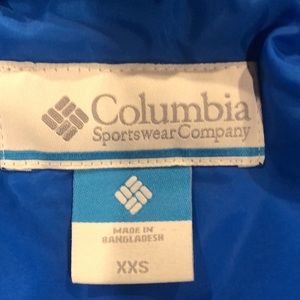 Columbia
Sportswear Company
MADE IN
BANGLADESH
XXS